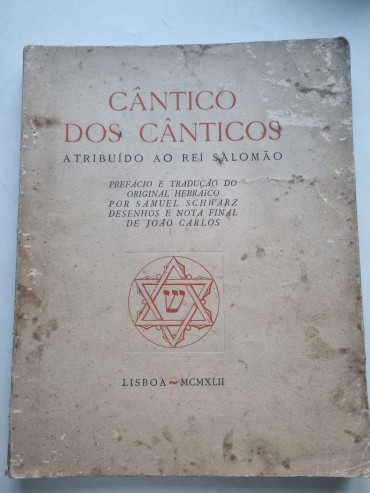 CÂNTICO
DOS CÂNTICOS
ATRIBUÍDO AO REI SALOMÃO
PREFÁCIO E TRADUÇÃO DO
ORIGINAL HEBRAICO
POR SAMUEL SCHWARZ
DESENHOS E NOTA FINAL
DE JOÃO CARLOS
ש
LISBOA ~ MCMXLII